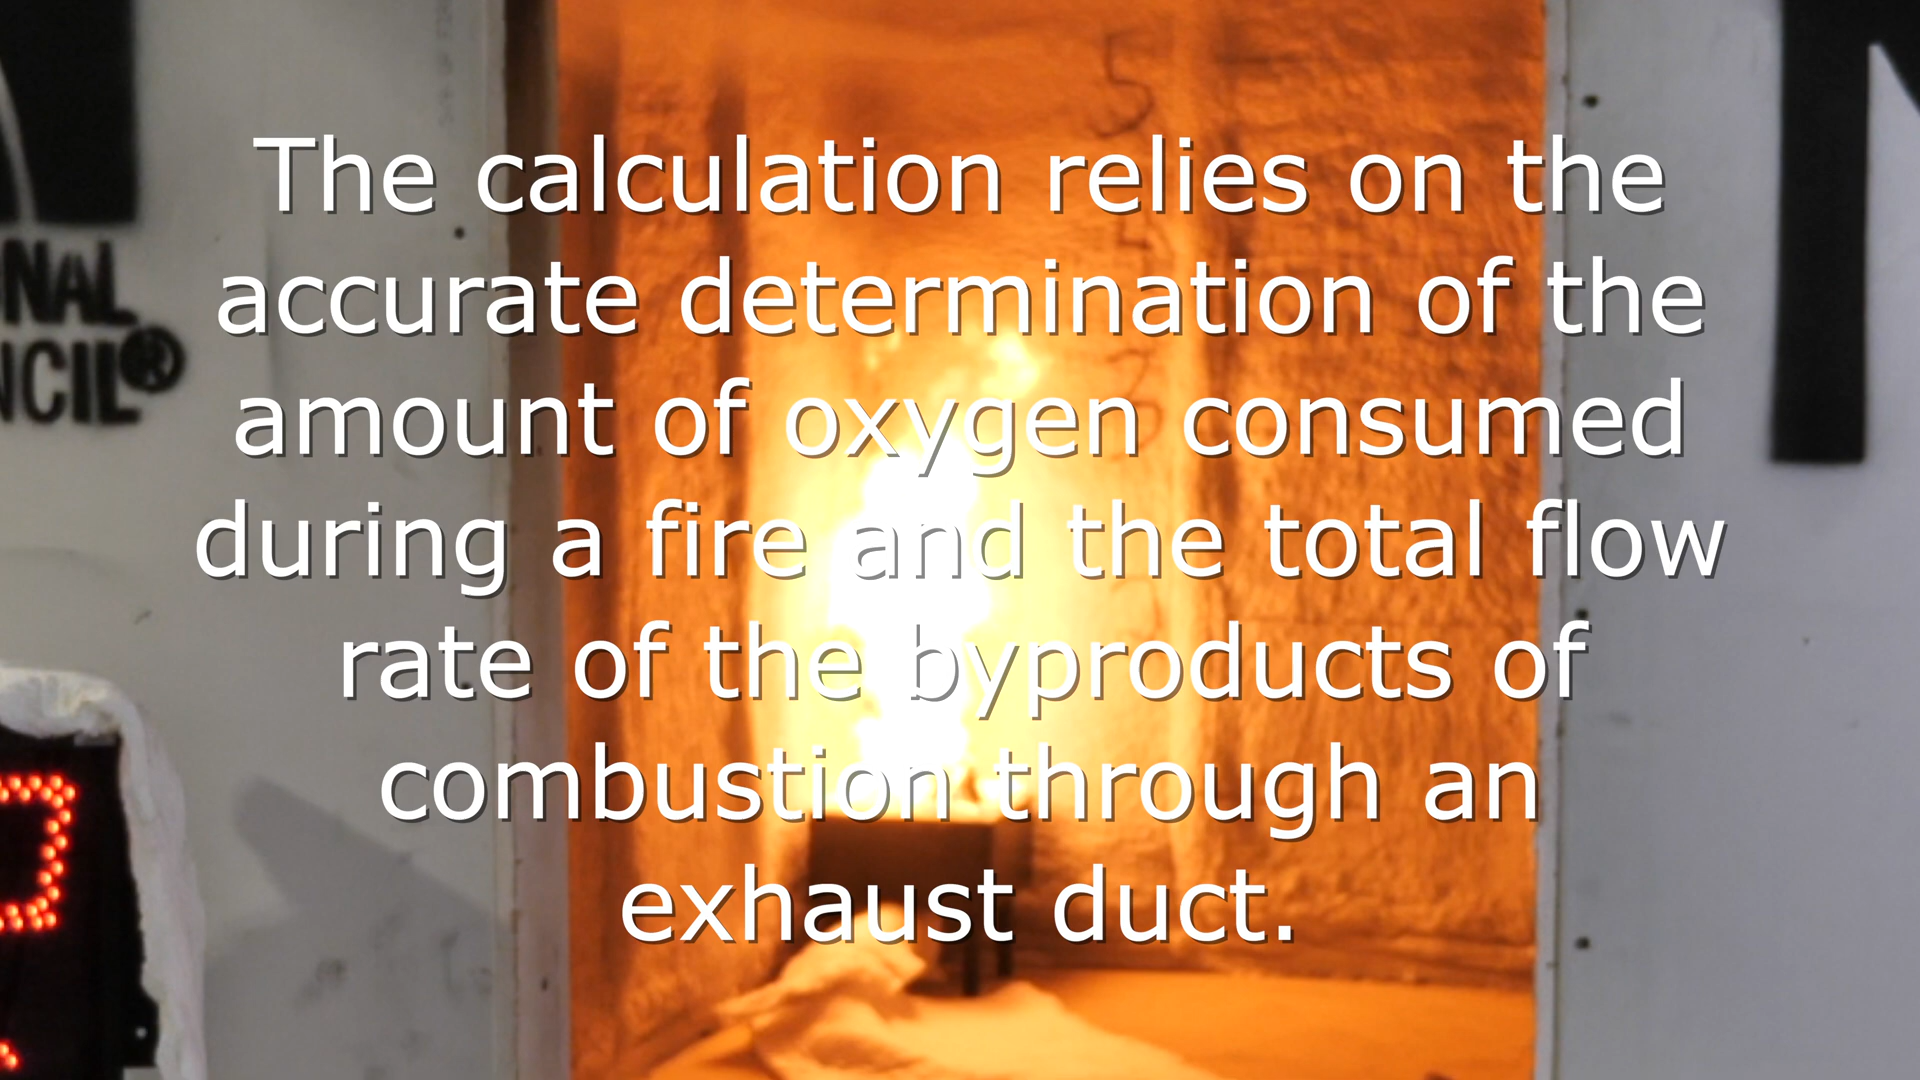 The calculation relies on the
accurate determination of the
amount of oxygen consumed
during a fire and the total flow
rate of the byproducts of
combustion through an
exhaust duct.
NAL
NCIL®